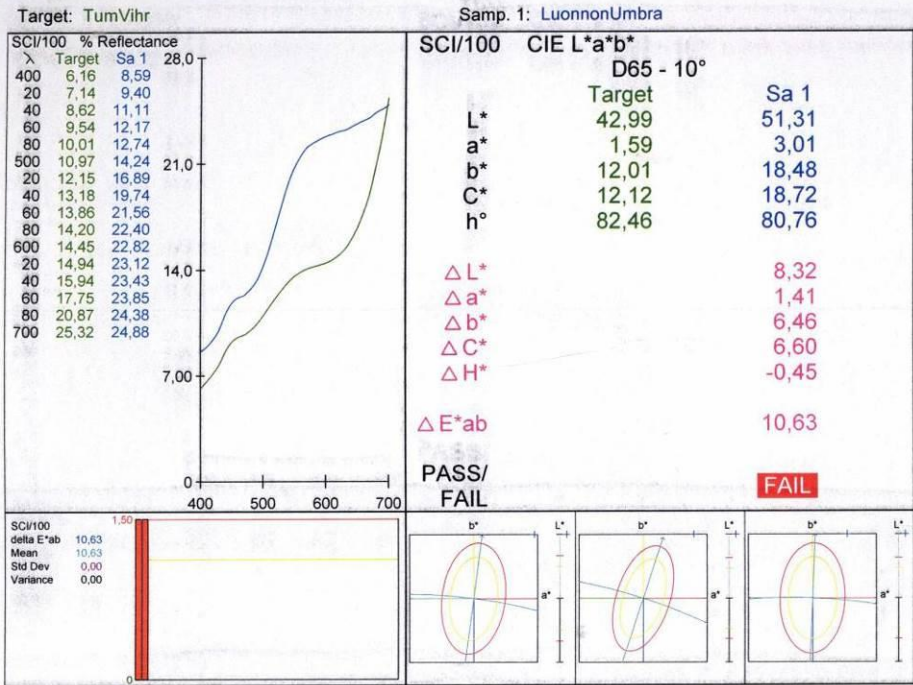 Target: TumVihr
Samp. 1: LuonnonUmbra
SCI/100 % Reflectance
λ Target Sa 1
400 6,16 8,59
20 7,14 9,40
40 8,62 11,11
60 9,54 12,17
80 10,01 12,74
500 10,97 14,24
20 12,15 16,89
40 13,18 19,74
60 13,86 21,56
80 14,20 22,40
600 14,45 22,82
20 14,94 23,12
40 15,94 23,43
60 17,75 23,85
80 20,87 24,38
700 25,32 24,88
28,0
21,0
14,0
7,00
0
400 500 600 700
SCI/100 CIE L*a*b*
D65 - 10°
Target Sa 1
L* 42,99 51,31
a* 1,59 3,01
b* 12,01 18,48
C* 12,12 18,72
h° 82,46 80,76
△ L* 8,32
△ a* 1,41
△ b* 6,46
△ C* 6,60
△ H* -0,45
△ E*ab 10,63
PASS/
FAIL
FAIL
SCI/100
delta E*ab 10,63
Mean 10,63
Std Dev 0,00
Variance 0,00
1,50
0
b* L*
a*
b* L*
a*
b* L*
a*